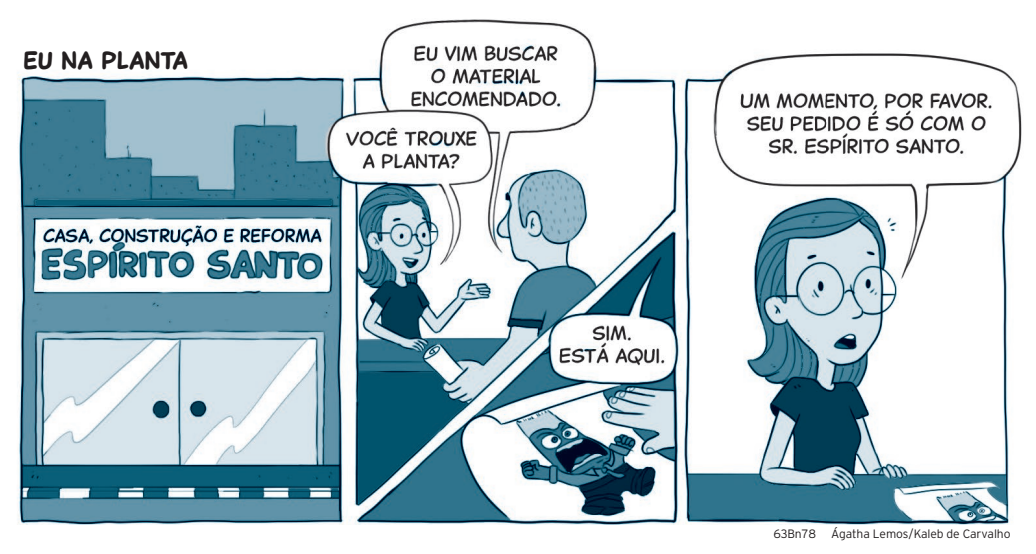 EU NA PLANTA
CASA, CONSTRUÇÃO E REFORMA
ESPÍRITO SANTO
EU VIM BUSCAR
O MATERIAL
ENCOMENDADO.
VOCÊ TROUXE
A PLANTA?
SIM.
ESTÁ AQUI.
UM MOMENTO, POR FAVOR.
SEU PEDIDO É SÓ COM O
SR. ESPÍRITO SANTO.
63Bn78 Ágatha Lemos/Kaleb de Carvalho